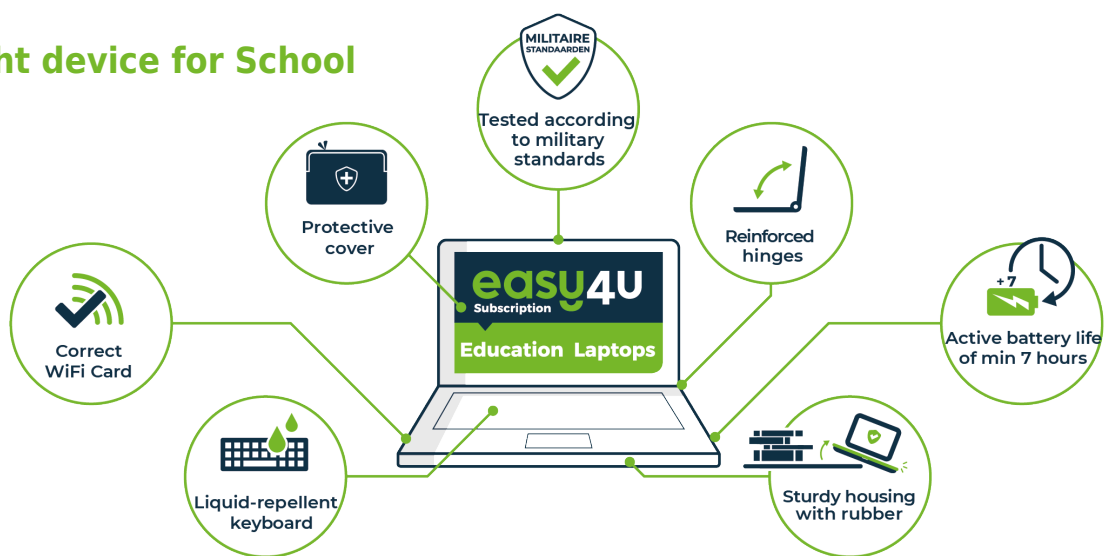 ht device for School
MILITAIRE
STANDAARDEN
Tested according
to military
standards
Protective
cover
Reinforced
hinges
easy4U
Subscription
Education Laptops
+7
Active battery life
of min 7 hours
Correct
WiFi Card
Liquid-repellent
keyboard
Sturdy housing
with rubber